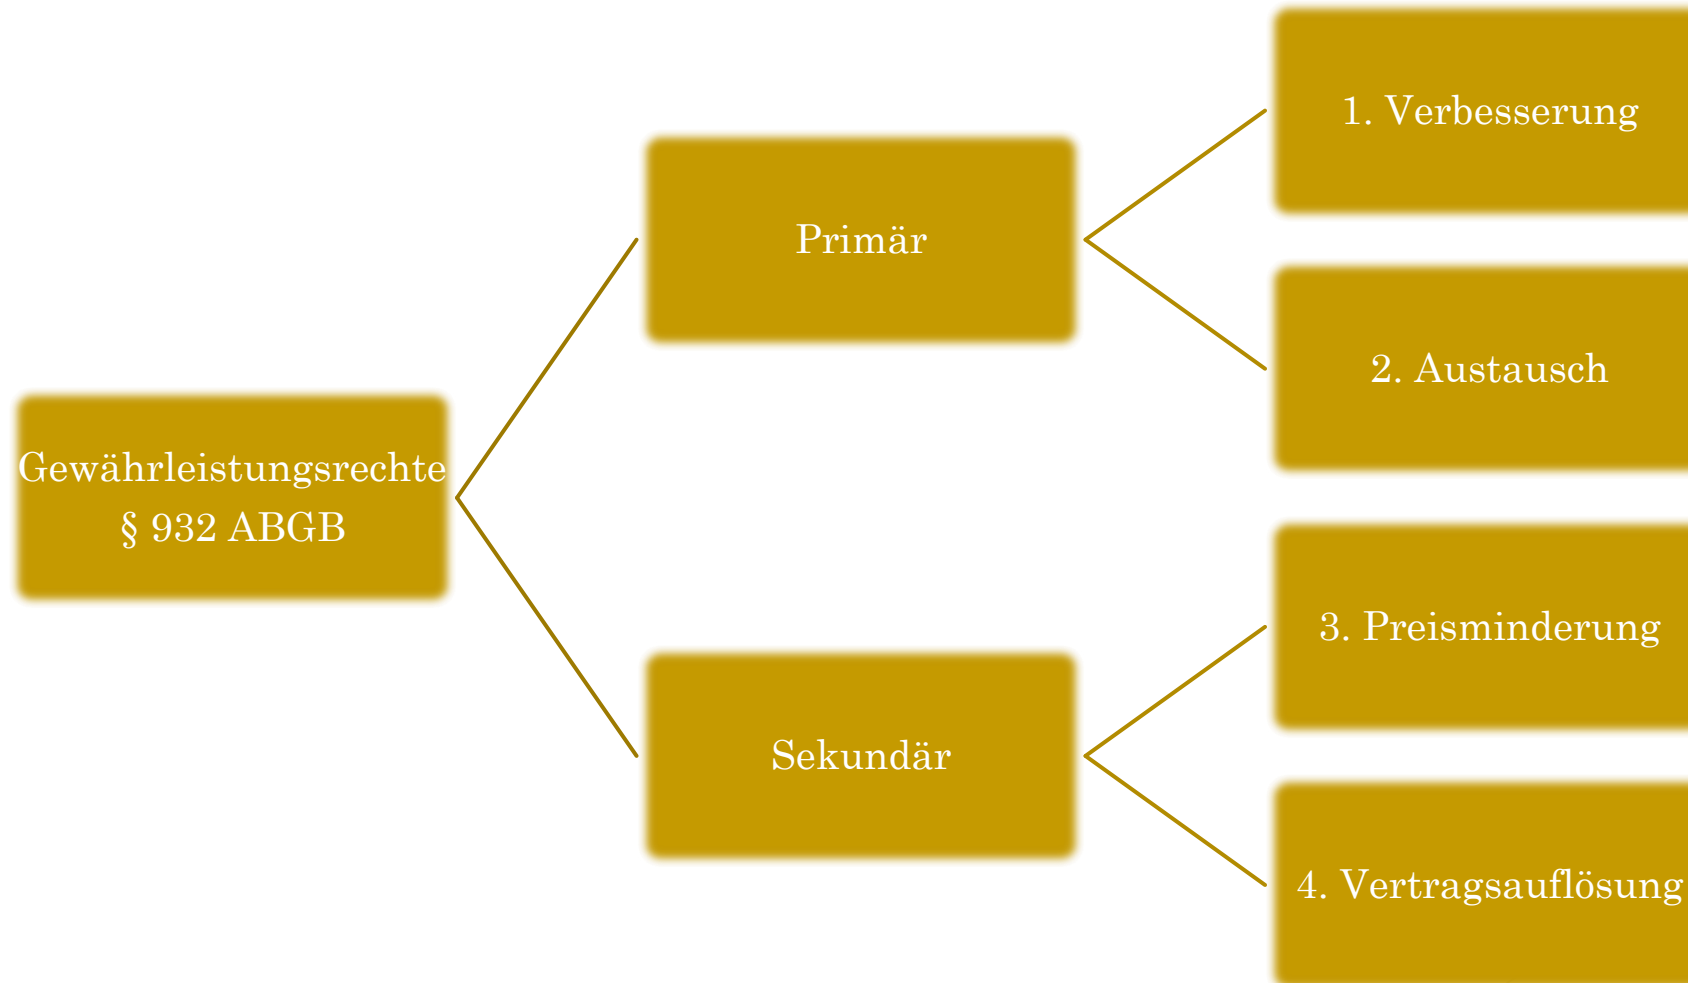 Gewährleistungsrechte
§ 932 ABGB
Primär
1. Verbesserung
2. Austausch
Sekundär
3. Preisminderung
4. Vertragsauflösung